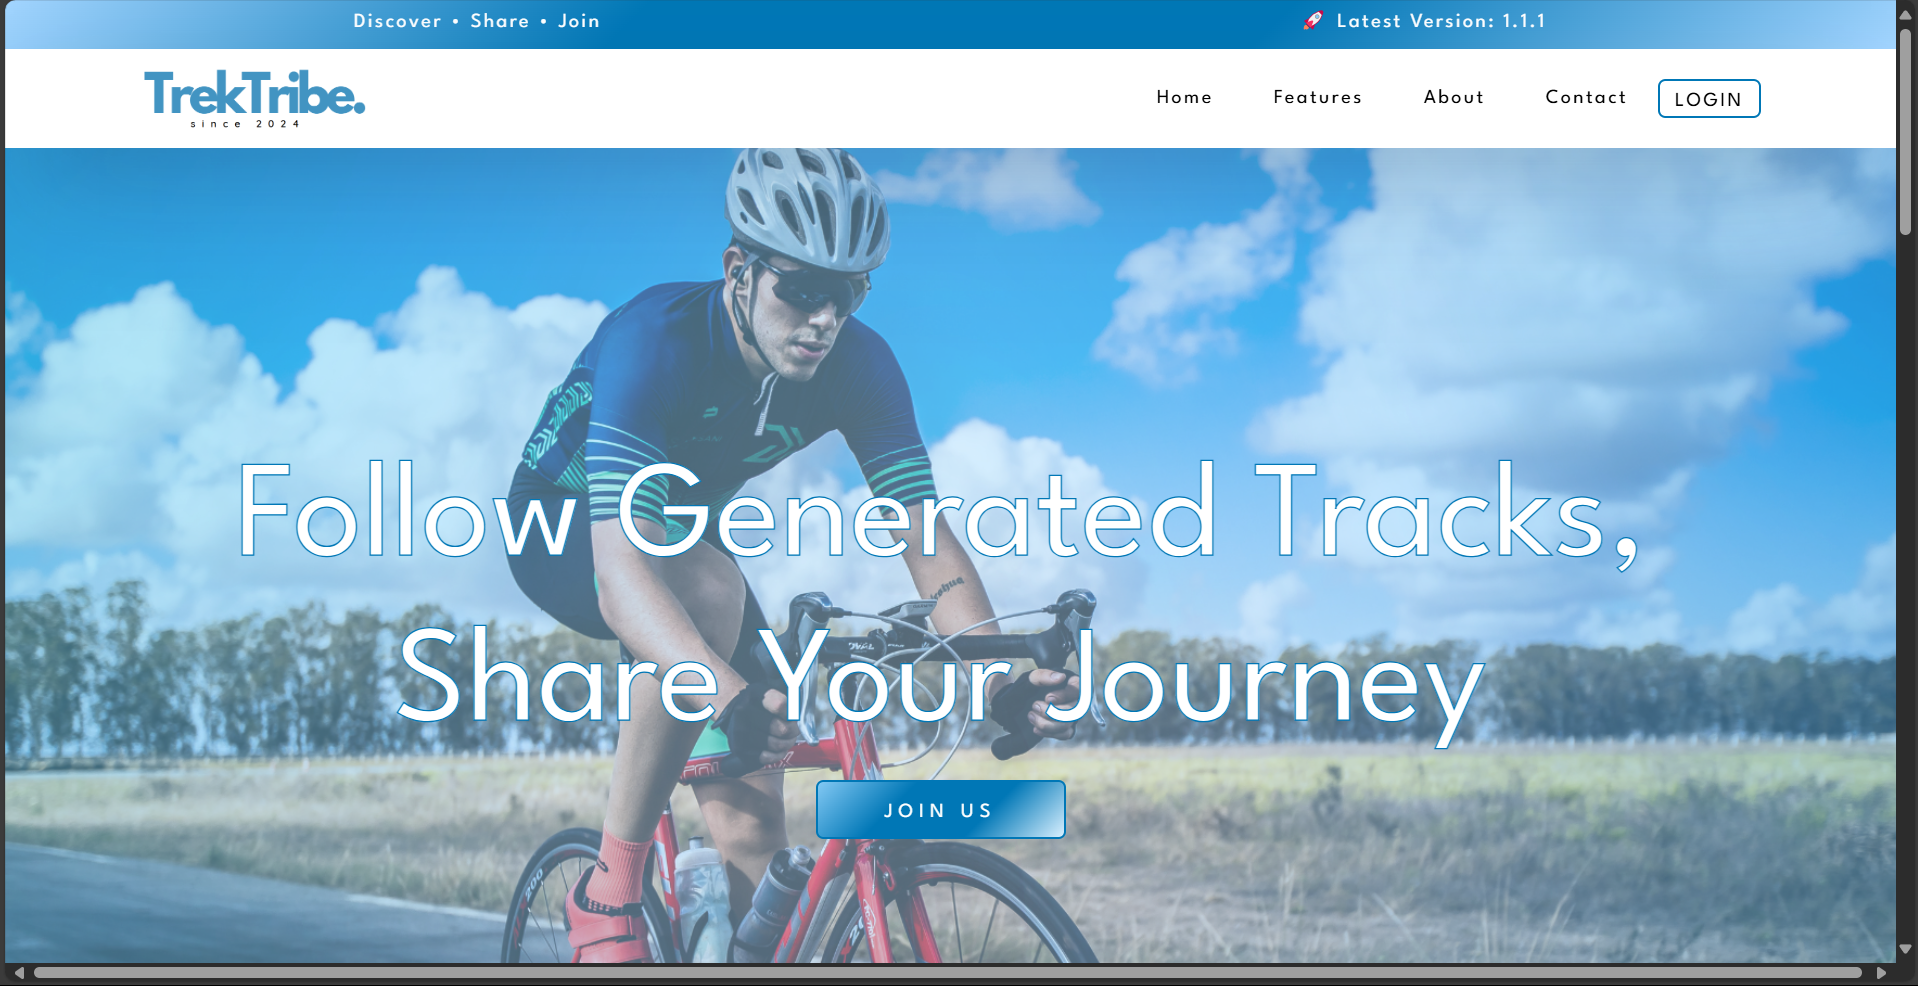 Discover • Share • Join
🚀 Latest Version: 1.1.1
TrekTribe.
since 2024
Home
Features
About
Contact
LOGIN
Follow Generated Tracks,
Share Your Journey
JOIN US
200